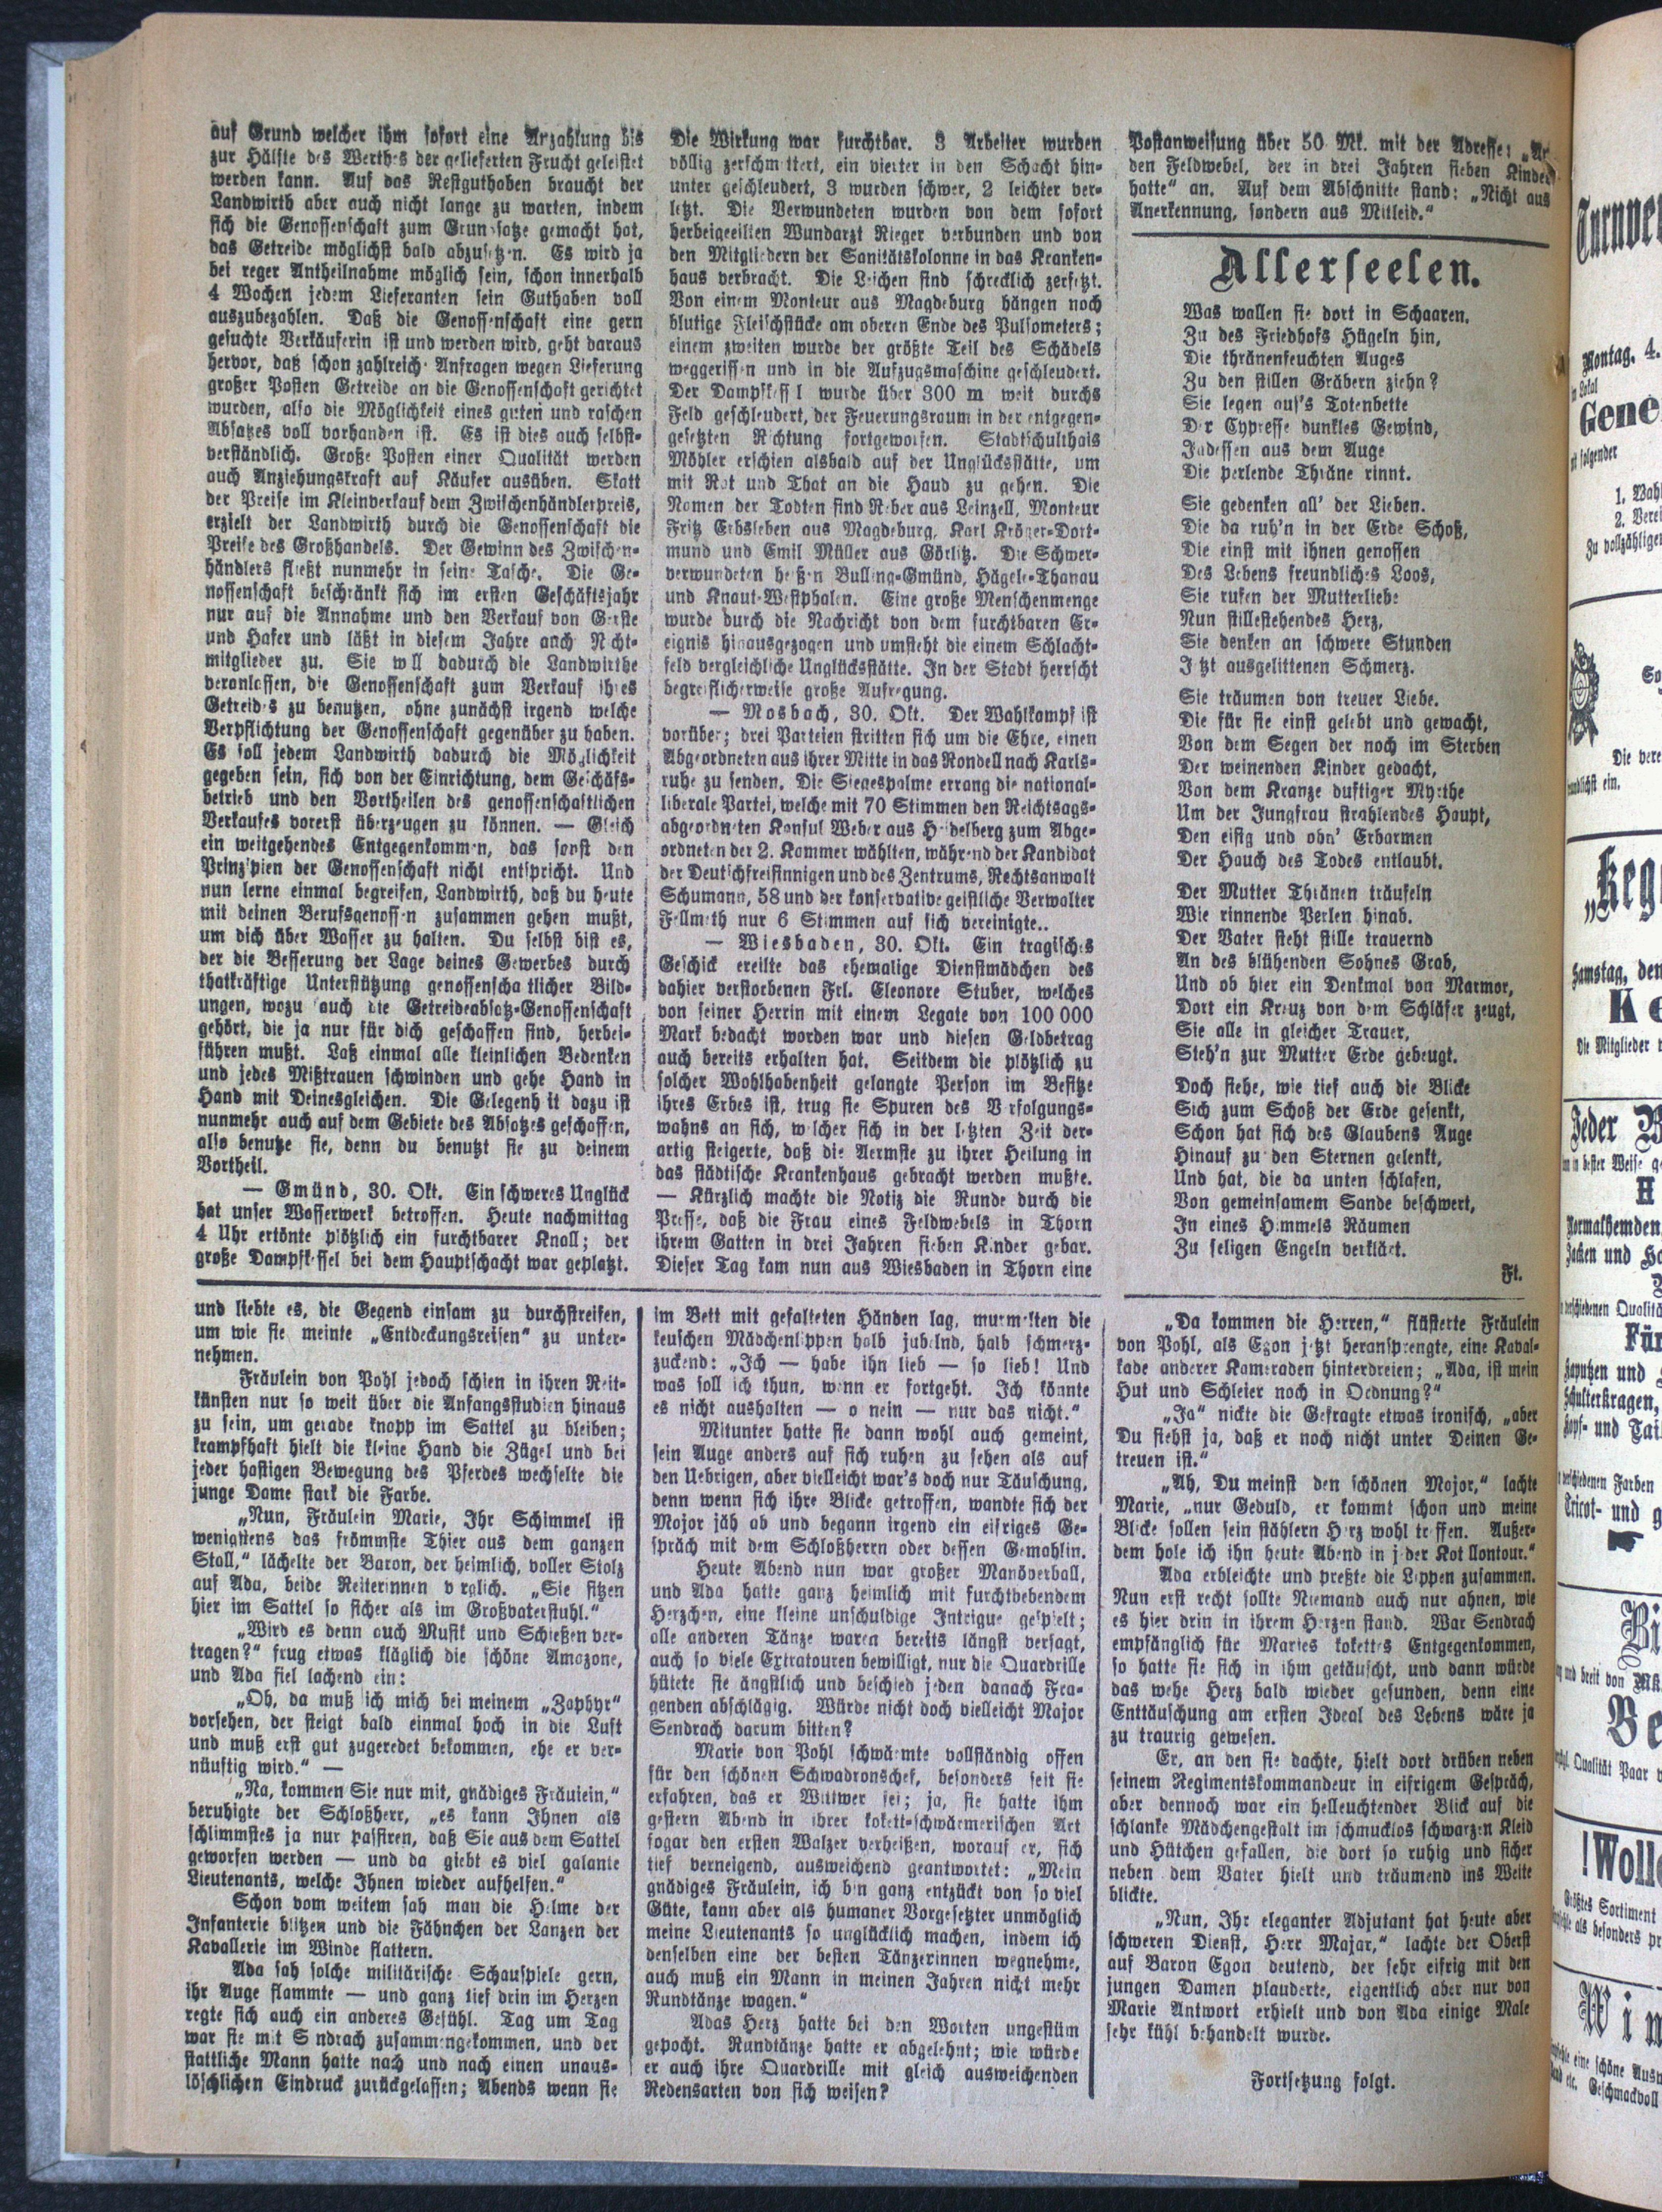 auf Grund welcher ihm sofort eine Anzahlung bis
zur Hälfte des Werthes der gelieferten Frucht geleistet
werden kann. Auf das Restguthaben braucht der
Landwirth aber auch nicht lange zu warten, indem
sich die Genossenschaft zum Grundsatze gemacht hat,
das Getreide möglichst bald abzusetzen. Es wird ja
bei reger Antheilnahme möglich sein, schon innerhalb
4 Wochen jedem Lieferanten sein Guthaben voll
auszubezahlen. Daß die Genossenschaft eine gern
gesuchte Verkäuferin ist und werden wird, geht daraus
hervor, daß schon zahlreich Anfragen wegen Lieferung
großer Posten Getreide an die Genossenschaft gerichtet
wurden, also die Möglichkeit eines guten und raschen
Absatzes voll vorhanden ist. Es ist dies auch selbst-
verständlich. Große Posten einer Qualität werden
auch Anziehungskraft auf Käufer ausüben. Statt
der Preise im Kleinverkauf dem Zwischenhändlerpreis,
erzielt der Landwirth durch die Genossenschaft die
Preise des Großhandels. Der Gewinn des Zwischen-
händlers fließt nunmehr in seine Tasche. Die Ge-
nossenschaft beschränkt sich im ersten Geschäftsjahr
nur auf die Annahme und den Verkauf von Gerste
und Hafer und läßt in diesem Jahre auch Nicht-
mitglieder zu. Sie will dadurch die Landwirthe
veranlassen, die Genossenschaft zum Verkauf ihres
Getreides zu benutzen, ohne zunächst irgend welche
Verpflichtung der Genossenschaft gegenüber zu haben.
Es soll jedem Landwirth dadurch die Möglichkeit
gegeben sein, sich von der Einrichtung, dem Geschäfs-
betrieb und den Vortheilen des genossenschaftlichen
Verkaufes vorerst überzeugen zu können. — Gleich
ein weitgehendes Entgegenkommen, das sonst den
Prinzipien der Genossenschaft nicht entspricht. Und
nun lerne einmal begreifen, Landwirth, daß du heute
mit deinen Berufsgenossen zusammen gehen mußt,
um dich über Wasser zu halten. Du selbst bist es,
der die Besserung der Lage deines Gewerbes durch
thatkräftige Unterstützung genossenschaftlicher Bild-
ungen, wozu auch die Getreideabsatz-Genossenschaft
gehört, die ja nur für dich geschaffen sind, herbei-
führen mußt. Laß einmal alle kleinlichen Bedenken
und jedes Mißtrauen schwinden und gehe Hand in
Hand mit Deinesgleichen. Die Gelegenheit dazu ist
nunmehr auch auf dem Gebiete des Absatzes geschaffen,
also benutze sie, denn du benutzt sie zu deinem
Vortheil.
— Gmünd, 30. Okt. Ein schweres Unglück
hat unser Wasserwerk betroffen. Heute nachmittag
4 Uhr ertönte plötzlich ein furchtbarer Knall; der
große Dampfkessel bei dem Hauptschacht war geplatzt.
Die Wirkung war furchtbar. 3 Arbeiter wurden
völlig zerschmettert, ein vierter in den Schacht hin-
unter geschleudert, 3 wurden schwer, 2 leichter ver-
letzt. Die Verwundeten wurden von dem sofort
herbeigeeilten Wundarzt Rieger verbunden und von
den Mitgliedern der Sanitätskolonne in das Kranken-
haus verbracht. Die Leichen sind schrecklich zerfetzt.
Von einem Monteur aus Magdeburg hängen noch
blutige Fleischstücke am oberen Ende des Pulsometers;
einem zweiten wurde der größte Teil des Schädels
weggerissen und in die Aufzugsmaschine geschleudert.
Der Dampfkessel wurde über 300 m weit durchs
Feld geschleudert, der Feuerungsraum in der entgegen-
gesetzten Richtung fortgeworfen. Stadtschulthais
Möhler erschien alsbald auf der Unglücksstätte, um
mit Rat und That an die Hand zu gehen. Die
Namen der Todten sind Reber aus Leinzell, Monteur
Fritz Erbsleben aus Magdeburg, Karl Kröger-Dort-
mund und Emil Müller aus Görlitz. Die Schwer-
verwundeten heißen Bulling-Gmünd, Hägele-Thanau
und Knaut-Westphalen. Eine große Menschenmenge
wurde durch die Nachricht von dem furchtbaren Er-
eignis hinausgezogen und umsteht die einem Schlacht-
feld vergleichliche Unglücksstätte. In der Stadt herrscht
begreiflicherweise große Aufregung.
— Mosbach, 30. Okt. Der Wahlkampf ist
vorüber; drei Parteien stritten sich um die Ehre, einen
Abgeordneten aus ihrer Mitte in das Rondell nach Karls-
ruhe zu senden. Die Siegespalme errang die national-
liberale Partei, welche mit 70 Stimmen den Reichtsags-
abgeordneten Konsul Weber aus Heidelberg zum Abge-
ordneten der 2. Kammer wählten, während der Kandidat
der Deutschfreisinnigen und des Zentrums, Rechtsanwalt
Schumann, 58 und der konservative geistliche Verwalter
Fellmeth nur 6 Stimmen auf sich vereinigte..
— Wiesbaden, 30. Okt. Ein tragisches
Geschick ereilte das ehemalige Dienstmädchen des
dahier verstorbenen Frl. Eleonore Stuber, welches
von seiner Herrin mit einem Legate von 100 000
Mark bedacht worden war und diesen Geldbetrag
auch bereits erhalten hat. Seitdem die plötzlich zu
solcher Wohlhabenheit gelangte Person im Besitze
ihres Erbes ist, trug sie Spuren des Verfolgungs-
wahns an sich, welcher sich in der letzten Zeit der-
artig steigerte, daß die Aermste zu ihrer Heilung in
das städtische Krankenhaus gebracht werden mußte.
— Kürzlich machte die Notiz die Runde durch die
Presse, daß die Frau eines Feldwebels in Thorn
ihrem Gatten in drei Jahren sieben Kinder gebar.
Dieser Tag kam nun aus Wiesbaden in Thorn eine
Postanweisung über 50 Mk. mit der Adresse: „An
den Feldwebel, der in drei Jahren sieben Kinder
hatte“ an. Auf dem Abschnitte stand: „Nicht aus
Anerkennung, sondern aus Mitleid.“
Allerseelen.
Was wallen sie dort in Schaaren,
Zu des Friedhofs Hügeln hin,
Die thränenfeuchten Auges
Zu den stillen Gräbern ziehn?
Sie legen auf's Totenbette
Der Cypresse dunkles Gewind,
Indessen aus dem Auge
Die perlende Thräne rinnt.
Sie gedenken all' der Lieben.
Die da ruh'n in der Erde Schoß,
Die einst mit ihnen genossen
Des Lebens freundliches Loos,
Sie rufen der Mutterliebe
Nun stillestehendes Herz,
Sie denken an schwere Stunden
Jetzt ausgelittenen Schmerz.
Sie träumen von treuer Liebe.
Die für sie einst gelebt und gewacht,
Von dem Segen der noch im Sterben
Der weinenden Kinder gedacht,
Von dem Kranze duftiger Myrthe
Um der Jungfrau strahlendes Haupt,
Den eisig und ohn' Erbarmen
Der Hauch des Todes entlaubt.
Der Mutter Thränen träufeln
Wie rinnende Perlen hinab.
Der Vater steht stille trauernd
An des blühenden Sohnes Grab,
Und ob hier ein Denkmal von Marmor,
Dort ein Kreuz von dem Schläfer zeugt,
Sie alle in gleicher Trauer,
Steh'n zur Mutter Erde gebeugt.
Doch siehe, wie tief auch die Blicke
Sich zum Schoß der Erde gesenkt,
Schon hat sich des Glaubens Auge
Hinauf zu den Sternen gelenkt,
Und hat, die da unten schlafen,
Von gemeinsamem Sande beschwert,
In eines Himmels Räumen
Zu seligen Engeln verklärt.
Ft.
und liebte es, die Gegend einsam zu durchstreifen,
um wie sie meinte „Entdeckungsreisen“ zu unter-
nehmen.
Fräulein von Pohl jedoch schien in ihren Reit-
künsten nur so weit über die Anfangsstudien hinaus
zu sein, um gerade knapp im Sattel zu bleiben;
krampfhaft hielt die kleine Hand die Zügel und bei
jeder hastigen Bewegung des Pferdes wechselte die
junge Dame stark die Farbe.
„Nun, Fräulein Marie, Ihr Schimmel ist
wenigstens das frömmste Thier aus dem ganzen
Stall,“ lächelte der Baron, der heimlich, voller Stolz
auf Ada, beide Reiterinnen verglich. „Sie sitzen
hier im Sattel so sicher als im Großvaterstuhl.“
„Wird es denn auch Musik und Schießen ver-
tragen?“ frug etwas kläglich die schöne Amazone,
und Ada fiel lachend ein:
„Oh, da muß ich mich bei meinem „Zaphyr“
vorsehen, der steigt bald einmal hoch in die Luft
und muß erst gut zugeredet bekommen, ehe er ver-
nünftig wird.“ —
„Na, kommen Sie nur mit, gnädiges Fräulein,“
beruhigte der Schloßherr, „es kann Ihnen als
schlimmstes ja nur passiren, daß Sie aus dem Sattel
geworfen werden — und da giebt es viel galante
Lieutenants, welche Ihnen wieder aufhelfen.“
Schon vom weitem sah man die Helme der
Infanterie blitzen und die Fähnchen der Lanzen der
Kavallerie im Winde flattern.
Ada sah solche militärische Schauspiele gern,
ihr Auge flammte — und ganz tief drin im Herzen
regte sich auch ein anderes Gefühl. Tag um Tag
war sie mit Sendrach zusammengekommen, und der
stattliche Mann hatte nach und nach einen unaus-
löschlichen Eindruck zurückgelassen; Abends wenn sie
im Bett mit gefalteten Händen lag, murmelten die
keuschen Mädchenlippen halb jubelnd, halb schmerz-
zuckend: „Ich — habe ihn lieb — so lieb! Und
was soll ich thun, wenn er fortgeht. Ich könnte
es nicht aushalten — o nein — nur das nicht.“
Mitunter hatte sie dann wohl auch gemeint,
sein Auge anders auf sich ruhen zu sehen als auf
den Uebrigen, aber vielleicht war's doch nur Täuschung,
denn wenn sich ihre Blicke getroffen, wandte sich der
Major jäh ab und begann irgend ein eifriges Ge-
spräch mit dem Schloßherrn oder dessen Gemahlin.
Heute Abend nun war großer Manöverball,
und Ada hatte ganz heimlich mit furchtbebendem
Herzchen, eine kleine unschuldige Intrigue gespielt;
alle anderen Tänze waren bereits längst versagt,
auch so viele Extratouren bewilligt, nur die Quardrille
hütete sie ängstlich und beschied jeden danach Fra-
genden abschlägig. Würde nicht doch vielleicht Major
Sendrach darum bitten?
Marie von Pohl schwärmte vollständig offen
für den schönen Schwadronschef, besonders seit sie
erfahren, das er Wittwer sei; ja, sie hatte ihm
gestern Abend in ihrer kokett-schwärmerischen Art
sogar den ersten Walzer verheißen, worauf er, sich
tief verneigend, ausweichend geantwortet: „Mein
gnädiges Fräulein, ich bin ganz entzückt von so viel
Güte, kann aber als humaner Vorgesetzter unmöglich
meine Lieutenants so unglücklich machen, indem ich
denselben eine der besten Tänzerinnen wegnehme,
auch muß ein Mann in meinen Jahren nicht mehr
Rundtänze wagen.“
Adas Herz hatte bei den Worten ungestüm
gepocht. Rundtänze hatte er abgelehnt; wie würde
er auch ihre Quardrille mit gleich ausweichenden
Redensarten von sich weisen?
„Da kommen die Herren,“ flüsterte Fräulein
von Pohl, als Egon jetzt heransprengte, eine Kaval-
kade anderer Kameraden hinterdreien; „Ada, ist mein
Hut und Schleier noch in Ordnung?“
„Ja“ nickte die Gefragte etwas ironisch, „aber
Du siehst ja, daß er noch nicht unter Deinen Ge-
treuen ist.“
„Ah, Du meinst den schönen Major,“ lachte
Marie, „nur Geduld, er kommt schon und meine
Blicke sollen sein stählern Herz wohl treffen. Außer-
dem hole ich ihn heute Abend in jeder Kotillontour.“
Ada erbleichte und preßte die Lippen zusammen.
Nun erst recht sollte Niemand auch nur ahnen, wie
es hier drin in ihrem Herzen stand. War Sendrach
empfänglich für Maries kokettes Entgegenkommen,
so hatte sie sich in ihm getäuscht, und dann würde
das wehe Herz bald wieder gesunden, denn eine
Enttäuschung am ersten Ideal des Lebens wäre ja
zu traurig gewesen.
Er, an den sie dachte, hielt dort drüben neben
seinem Regimentskommandeur in eifrigem Gespräch,
aber dennoch war ein helleuchtender Blick auf die
schlanke Mädchengestalt im schmucklos schwarzen Kleid
und Hütchen gefallen, die dort so ruhig und sicher
neben dem Vater hielt und träumend ins Weite
blickte.
„Nun, Ihr eleganter Adjutant hat heute aber
schweren Dienst, Herr Majar,“ lachte der Oberst
auf Baron Egon deutend, der sehr eifrig mit den
jungen Damen plauderte, eigentlich aber nur von
Marie Antwort erhielt und von Ada einige Male
sehr kühl behandelt wurde.
Fortsetzung folgt.
Montag, 4.
Gene
1. Wahl
2. Verei
Zu vollzählige
Die vere
ein.
„Keg
Samstag, den
Ke
Die Mitglieder
Jeder
in bester Weise
H
Normalhemden
Jacken und
Qualitä
Für
Kaputzen und
Schulterkragen,
und Tail
Farben
Tricot- und
Bi
und breit von Mk.
Be
Qualität Paar
!Woll
Größtes Sortiment
als besonders
Win
eine schöne Ausw
Geschmackvoll